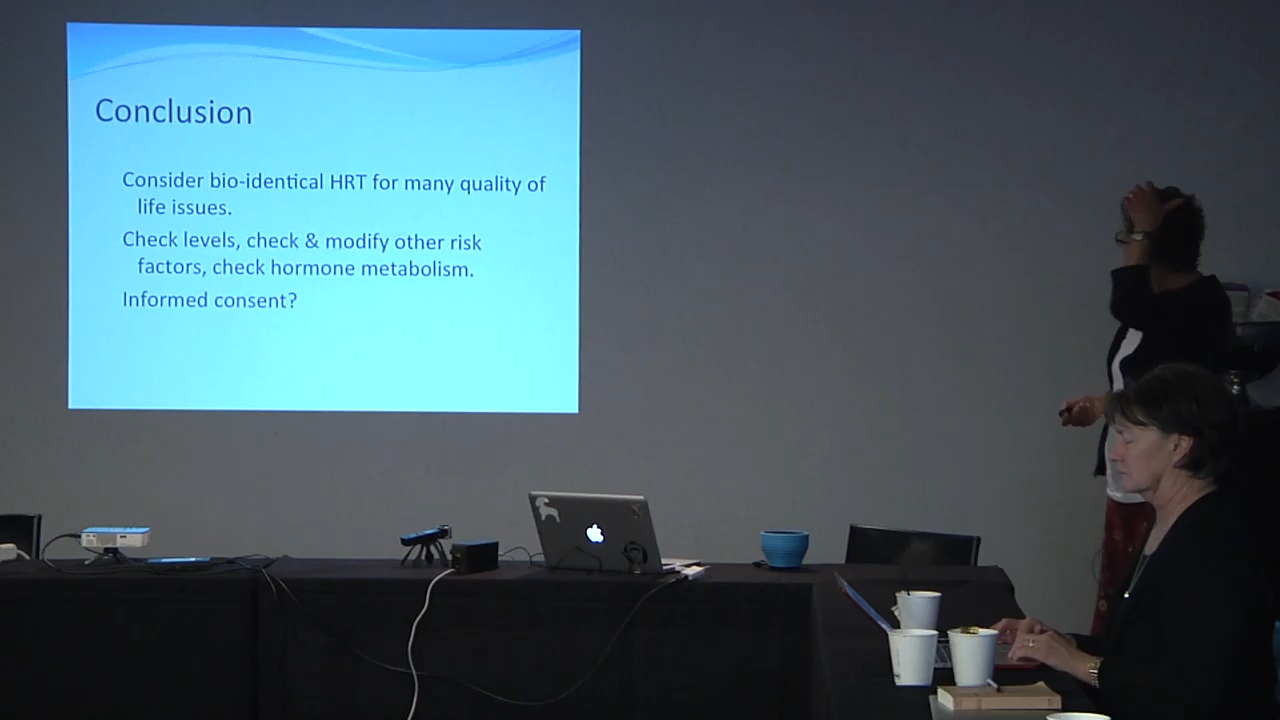 Conclusion
Consider bio-identical HRT for many quality of
life issues.
Check levels, check & modify other risk
factors, check hormone metabolism.
Informed consent?